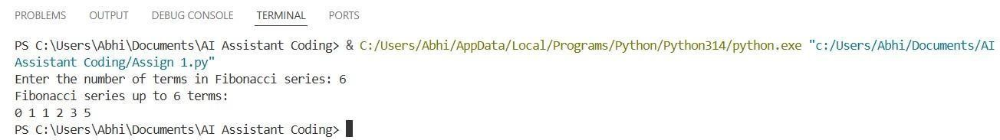 PROBLEMS OUTPUT DEBUG CONSOLE TERMINAL PORTS
PS C:\Users\Abhi\Documents\AI Assistant Coding> & C:/Users/Abhi/AppData/Local/Programs/Python/Python314/python.exe "c:/Users/Abhi/Documents/AI
Assistant Coding/Assign 1.py"
Enter the number of terms in Fibonacci series: 6
Fibonacci series up to 6 terms:
0 1 1 2 3 5
PS C:\Users\Abhi\Documents\AI Assistant Coding>